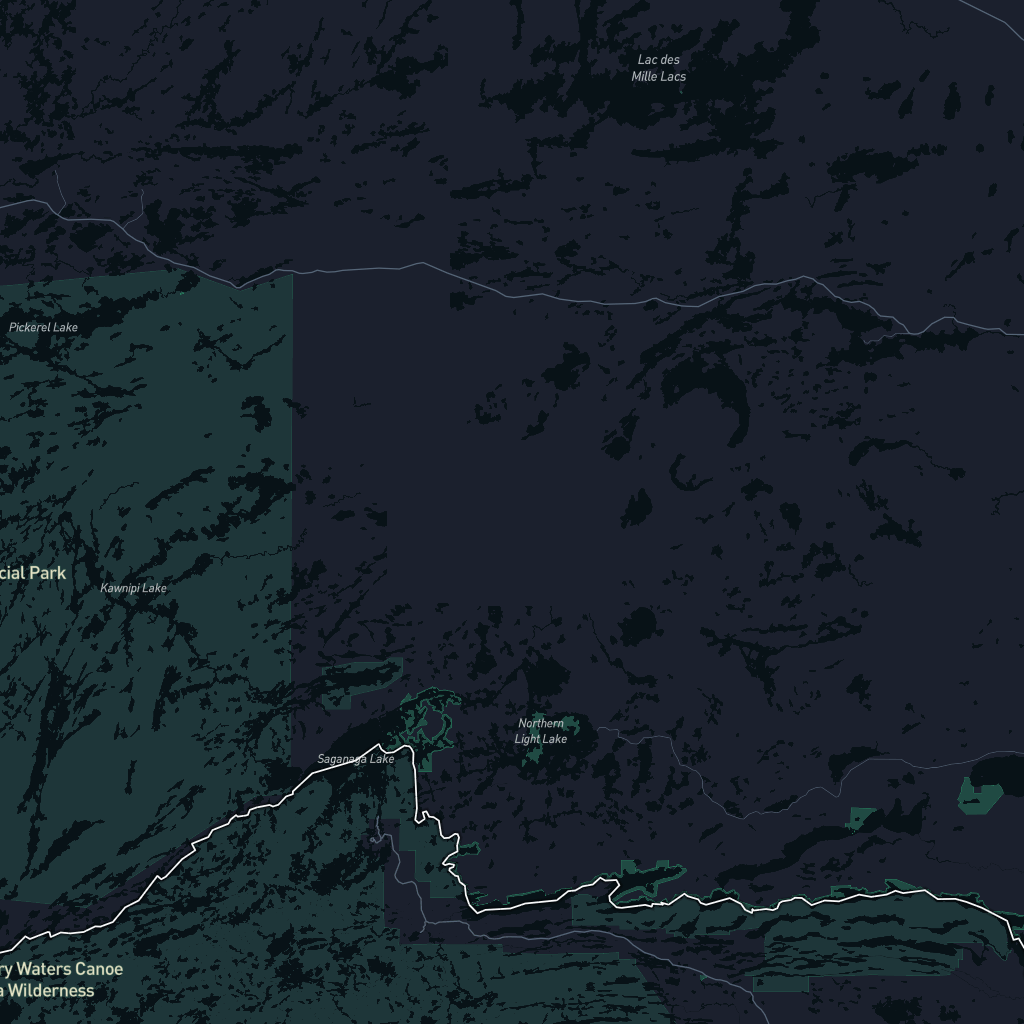 Lac des
Mille Lacs
Pickerel Lake
cial Park
Kawnipi Lake
Northern
Light Lake
Saganaga Lake
ry Waters Canoe
a Wilderness